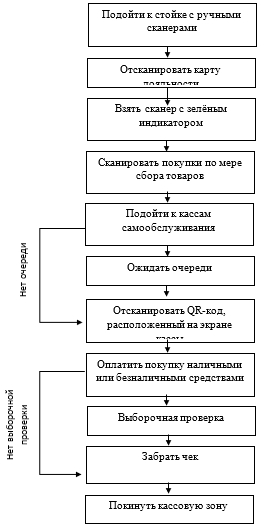 Подойти к стойке с ручными
сканерами
Отсканировать карту
лояльности
Взять сканер с зелёным
индикатором
Сканировать покупки по мере
сбора товаров
Подойти к кассам
самообслуживания
Нет очереди
Ожидать очереди
Отсканировать QR-код,
расположенный на экране
кассы
Оплатить покупку наличными
или безналичными средствами
Нет выборочной
проверки
Выборочная проверка
Забрать чек
Покинуть кассовую зону